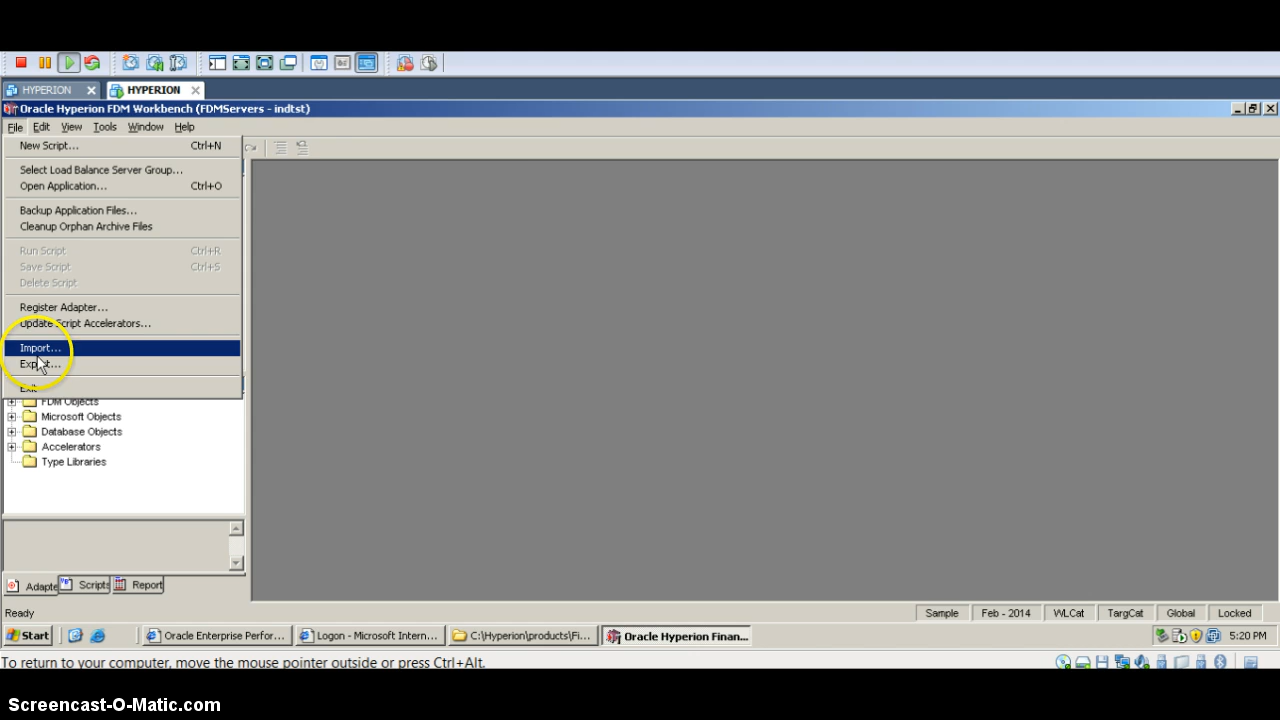 HYPERION HYPERION
Oracle Hyperion FDM Workbench (FDMServers - indtst)
File Edit View Tools Window Help
New Script... Ctrl+N
Select Load Balance Server Group...
Open Application... Ctrl+O
Backup Application Files...
Cleanup Orphan Archive Files
Run Script Ctrl+R
Save Script Ctrl+S
Delete Script
Register Adapter...
Update Script Accelerators...
Import...
Export...
Exit
FDM Objects
Microsoft Objects
Database Objects
Accelerators
Type Libraries
Adapte Scripts Report
Ready Sample Feb - 2014 WLCat TargCat Global Locked
Start Oracle Enterprise Perfor... Logon - Microsoft Intern... C:\Hyperion\products\Fi... Oracle Hyperion Finan... 5:20 PM
To return to your computer, move the mouse pointer outside or press Ctrl+Alt.
Screencast-O-Matic.com